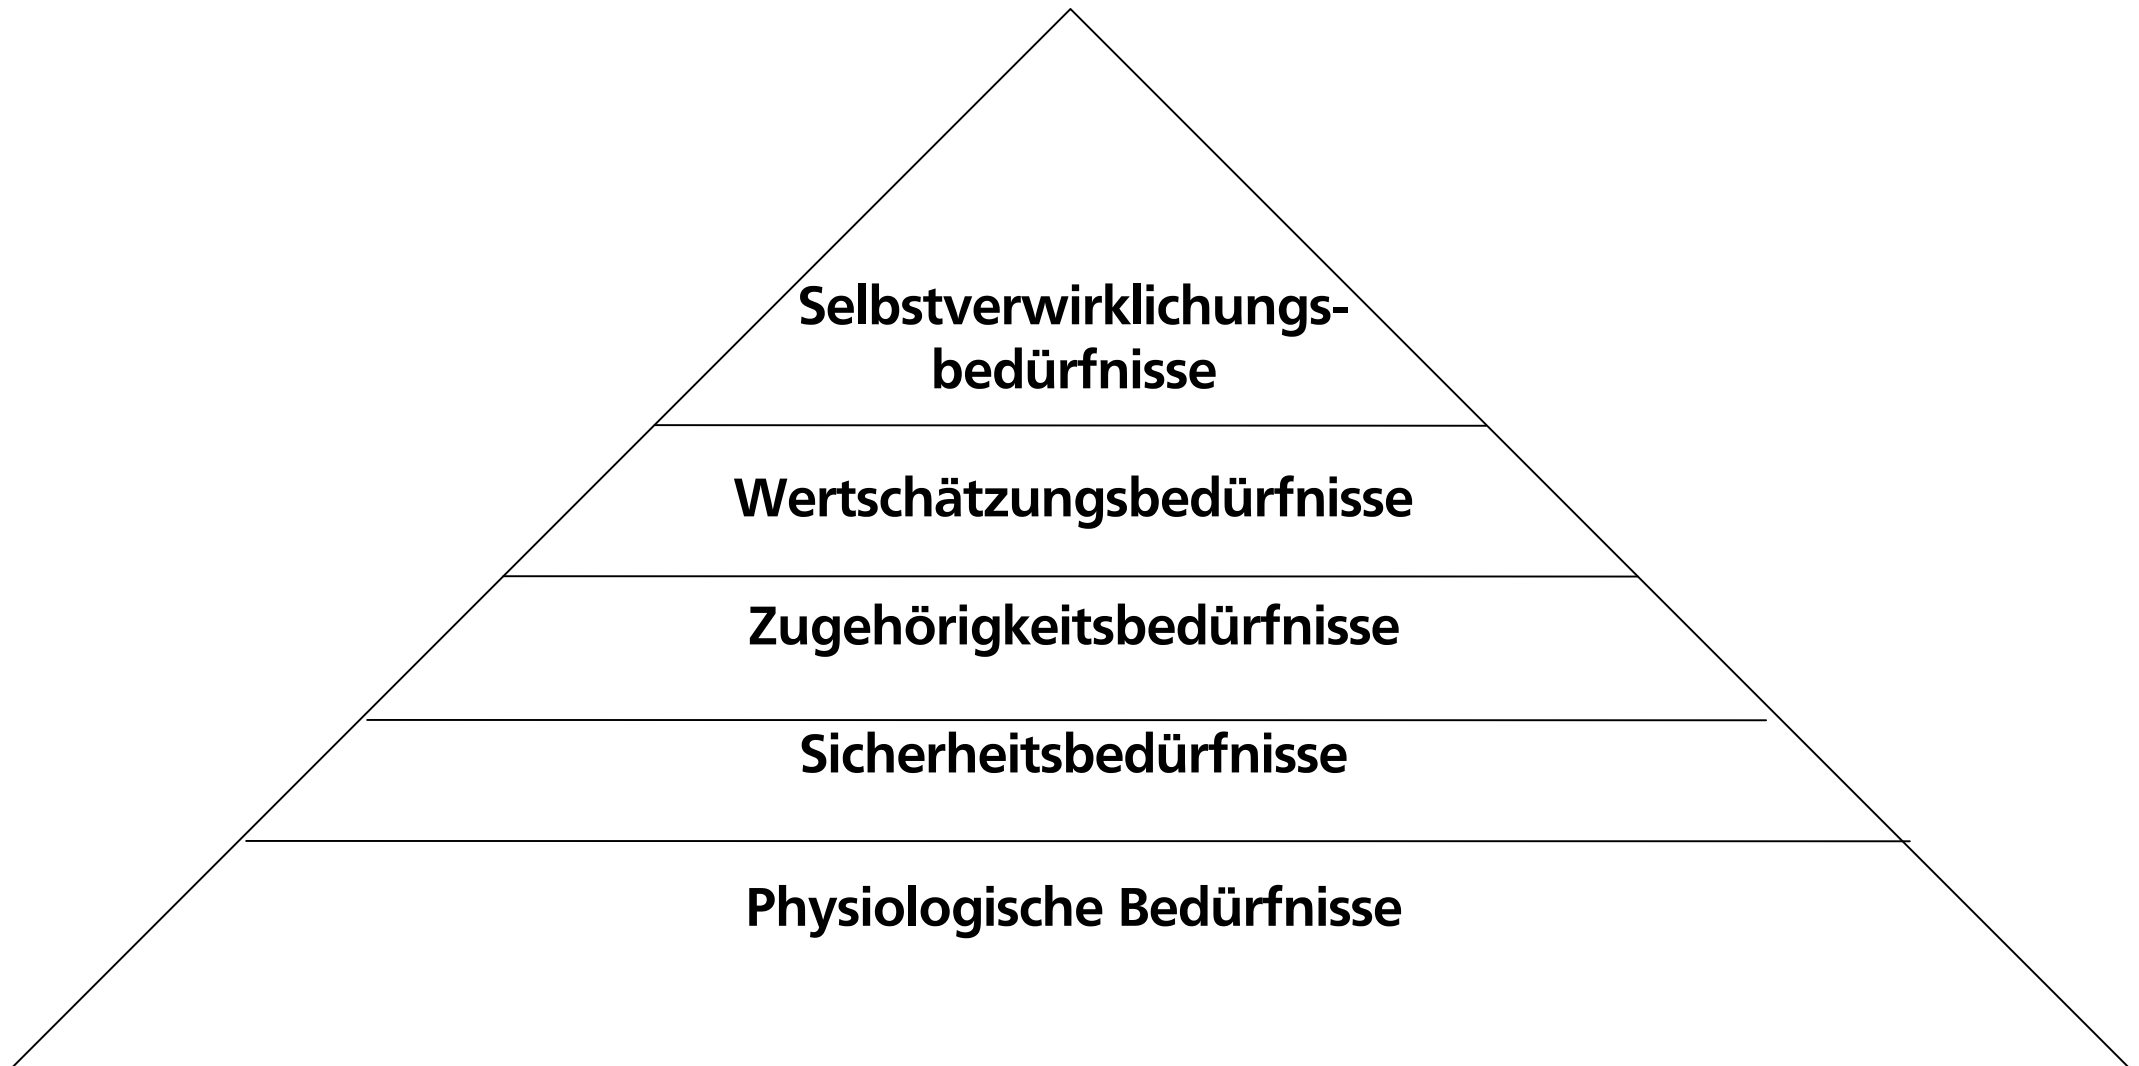 Selbstverwirklichungs-
bedürfnisse
Wertschätzungsbedürfnisse
Zugehörigkeitsbedürfnisse
Sicherheitsbedürfnisse
Physiologische Bedürfnisse